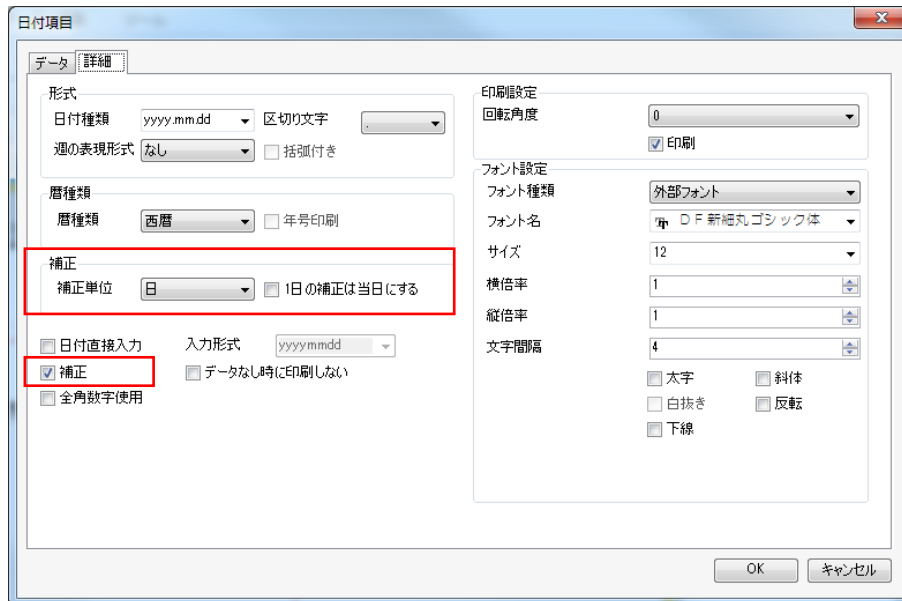 日付項目
データ 詳細
形式
日付種類 yyyy.mm.dd 区切り文字 .
週の表現形式 なし 括弧付き
暦種類
暦種類 西暦 年号印刷
補正
補正単位 日 1日の補正は当日にする
日付直接入力 入力形式 yyyymmdd
補正 データなし時に印刷しない
全角数字使用
印刷設定
回転角度 0
印刷
フォント設定
フォント種類 外部フォント
フォント名 ＤＦ新細丸ゴシック体
サイズ 12
横倍率 1
縦倍率 1
文字間隔 4
太字 斜体
白抜き 反転
下線
OK キャンセル